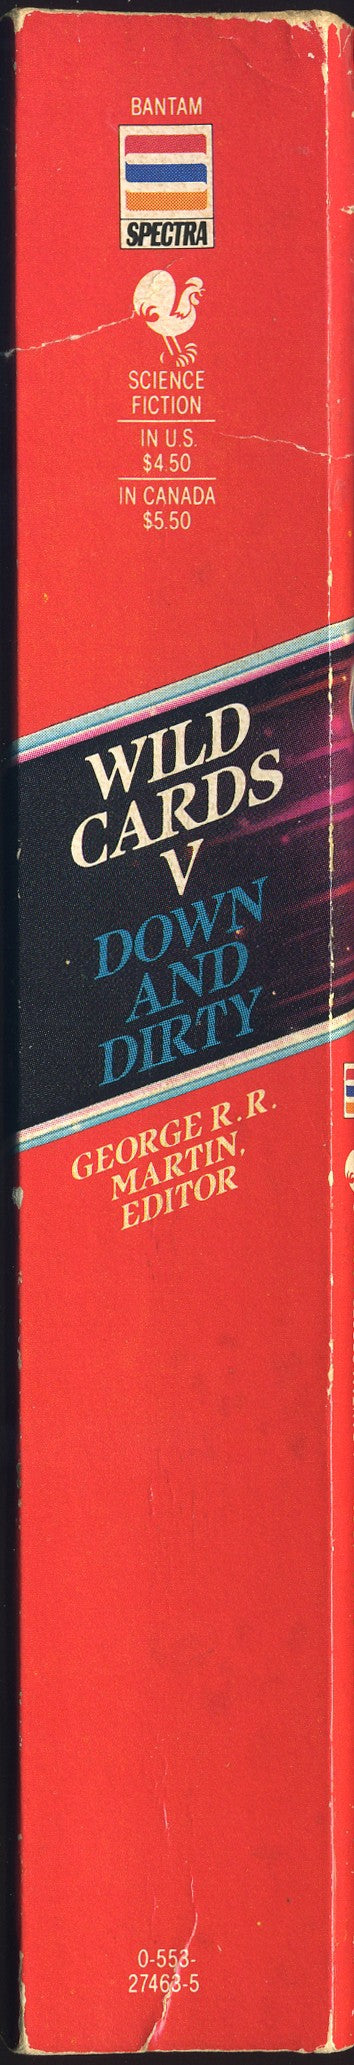 BANTAM
SPECTRA
SCIENCE
FICTION
IN U.S.
$4.50
IN CANADA
$5.50
WILD
CARDS
V
DOWN
AND
DIRTY
GEORGE R. R.
MARTIN,
EDITOR
0-553-
27463-5